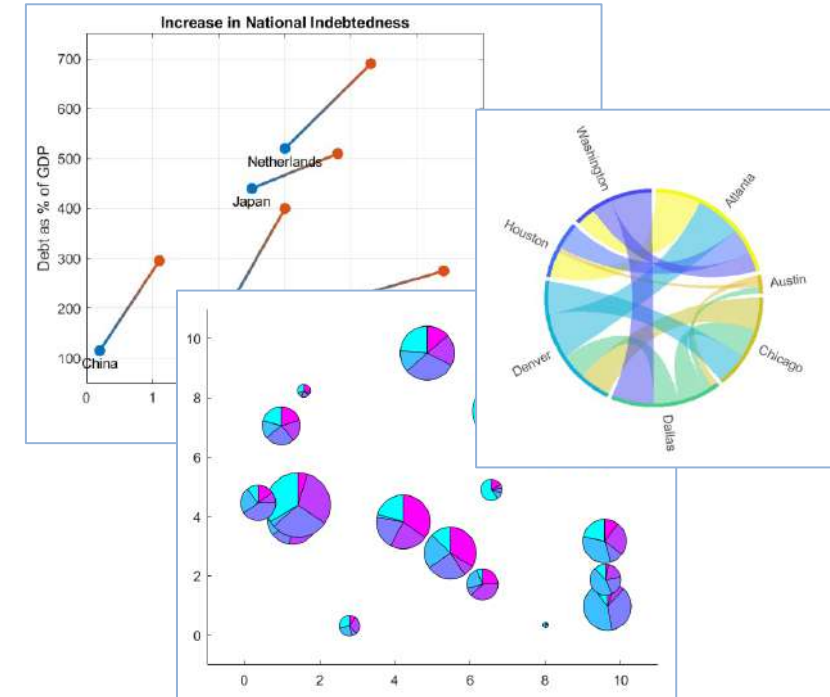 Increase in National Indebtedness
700
600
500
400
300
200
100
Debt as % of GDP
Netherlands
Japan
China
0
1
Washington
Atlanta
Houston
Austin
Denver
Chicago
Dallas
10
8
6
4
2
0
0
2
4
6
8
10